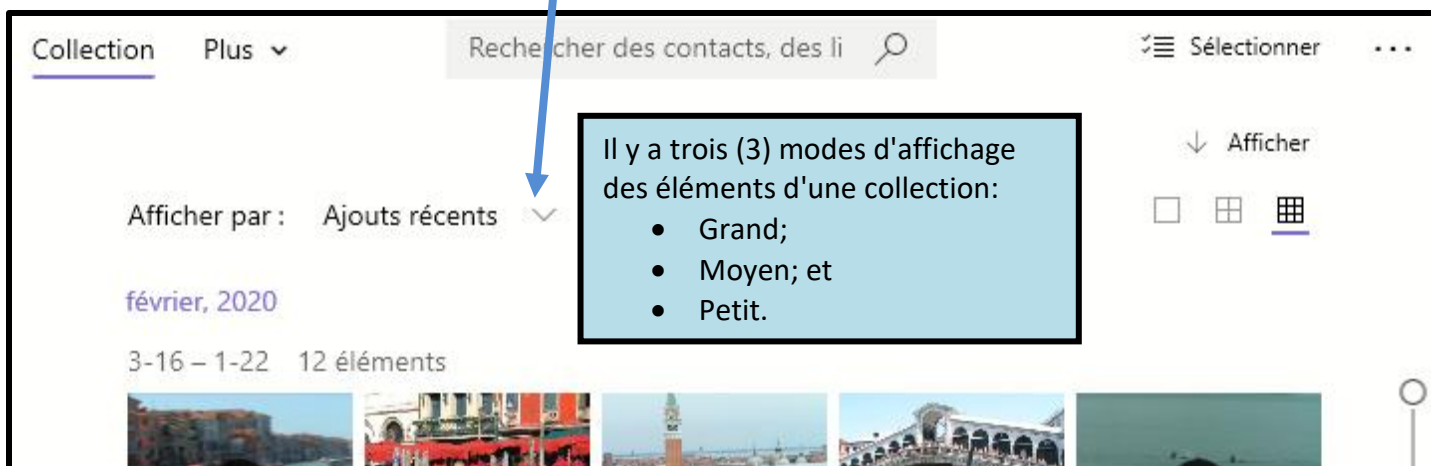 Collection Plus
Rechercher des contacts, des li
Sélectionner
Afficher
Il y a trois (3) modes d'affichage
des éléments d'une collection:
• Grand;
• Moyen; et
• Petit.
Afficher par : Ajouts récents
février, 2020
3-16 – 1-22 12 éléments